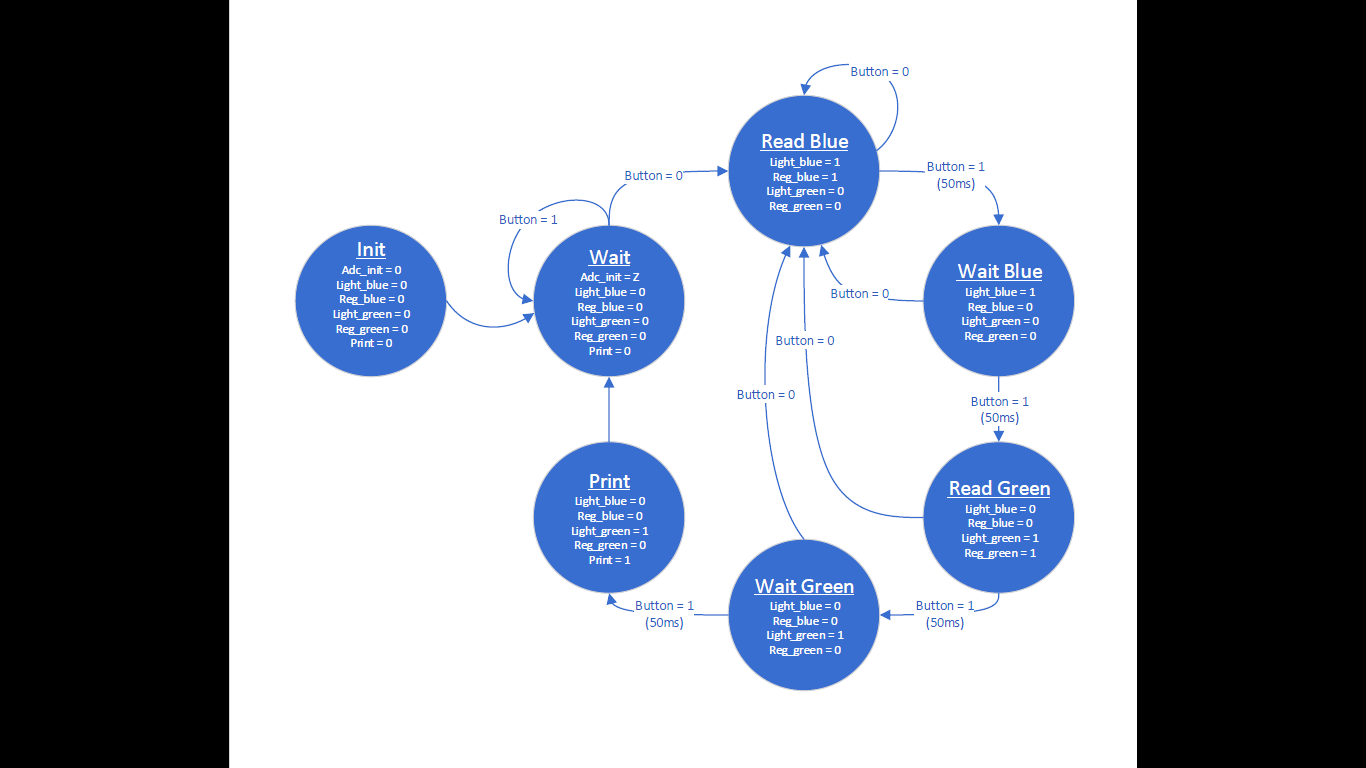 Button = 0
Read Blue
Light_blue = 1
Reg_blue = 1
Light_green = 0
Reg_green = 0
Button = 1
(50ms)
Button = 0
Button = 1
Init
Adc_init = 0
Light_blue = 0
Reg_blue = 0
Light_green = 0
Reg_green = 0
Print = 0
Wait
Adc_init = Z
Light_blue = 0
Reg_blue = 0
Light_green = 0
Reg_green = 0
Print = 0
Wait Blue
Light_blue = 1
Reg_blue = 0
Light_green = 0
Reg_green = 0
Button = 0
Button = 0
Button = 0
Button = 1
(50ms)
Print
Light_blue = 0
Reg_blue = 0
Light_green = 1
Reg_green = 0
Print = 1
Read Green
Light_blue = 0
Reg_blue = 0
Light_green = 1
Reg_green = 1
Wait Green
Light_blue = 0
Reg_blue = 0
Light_green = 1
Reg_green = 0
Button = 1
(50ms)
Button = 1
(50ms)